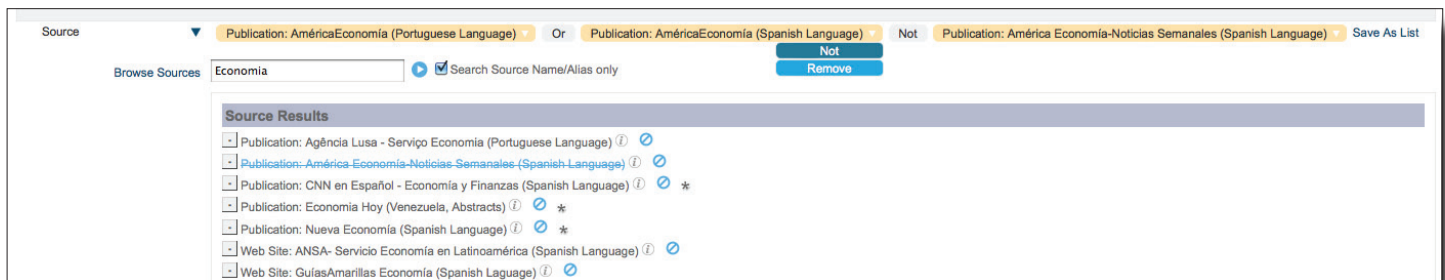 Source Publication: AméricaEconomía (Portuguese Language) Or Publication: AméricaEconomía (Spanish Language) Not Publication: América Economía-Noticias Semanales (Spanish Language) Save As List
Not
Remove
Browse Sources Economia Search Source Name/Alias only
Source Results
Publication: Agência Lusa - Serviço Economia (Portuguese Language)
Publication: América Economía-Noticias Semanales (Spanish Language)
Publication: CNN en Español - Economía y Finanzas (Spanish Language) *
Publication: Economia Hoy (Venezuela, Abstracts) *
Publication: Nueva Economía (Spanish Language) *
Web Site: ANSA- Servicio Economía en Latinoamérica (Spanish Language)
Web Site: GuíasAmarillas Economía (Spanish Laguage)